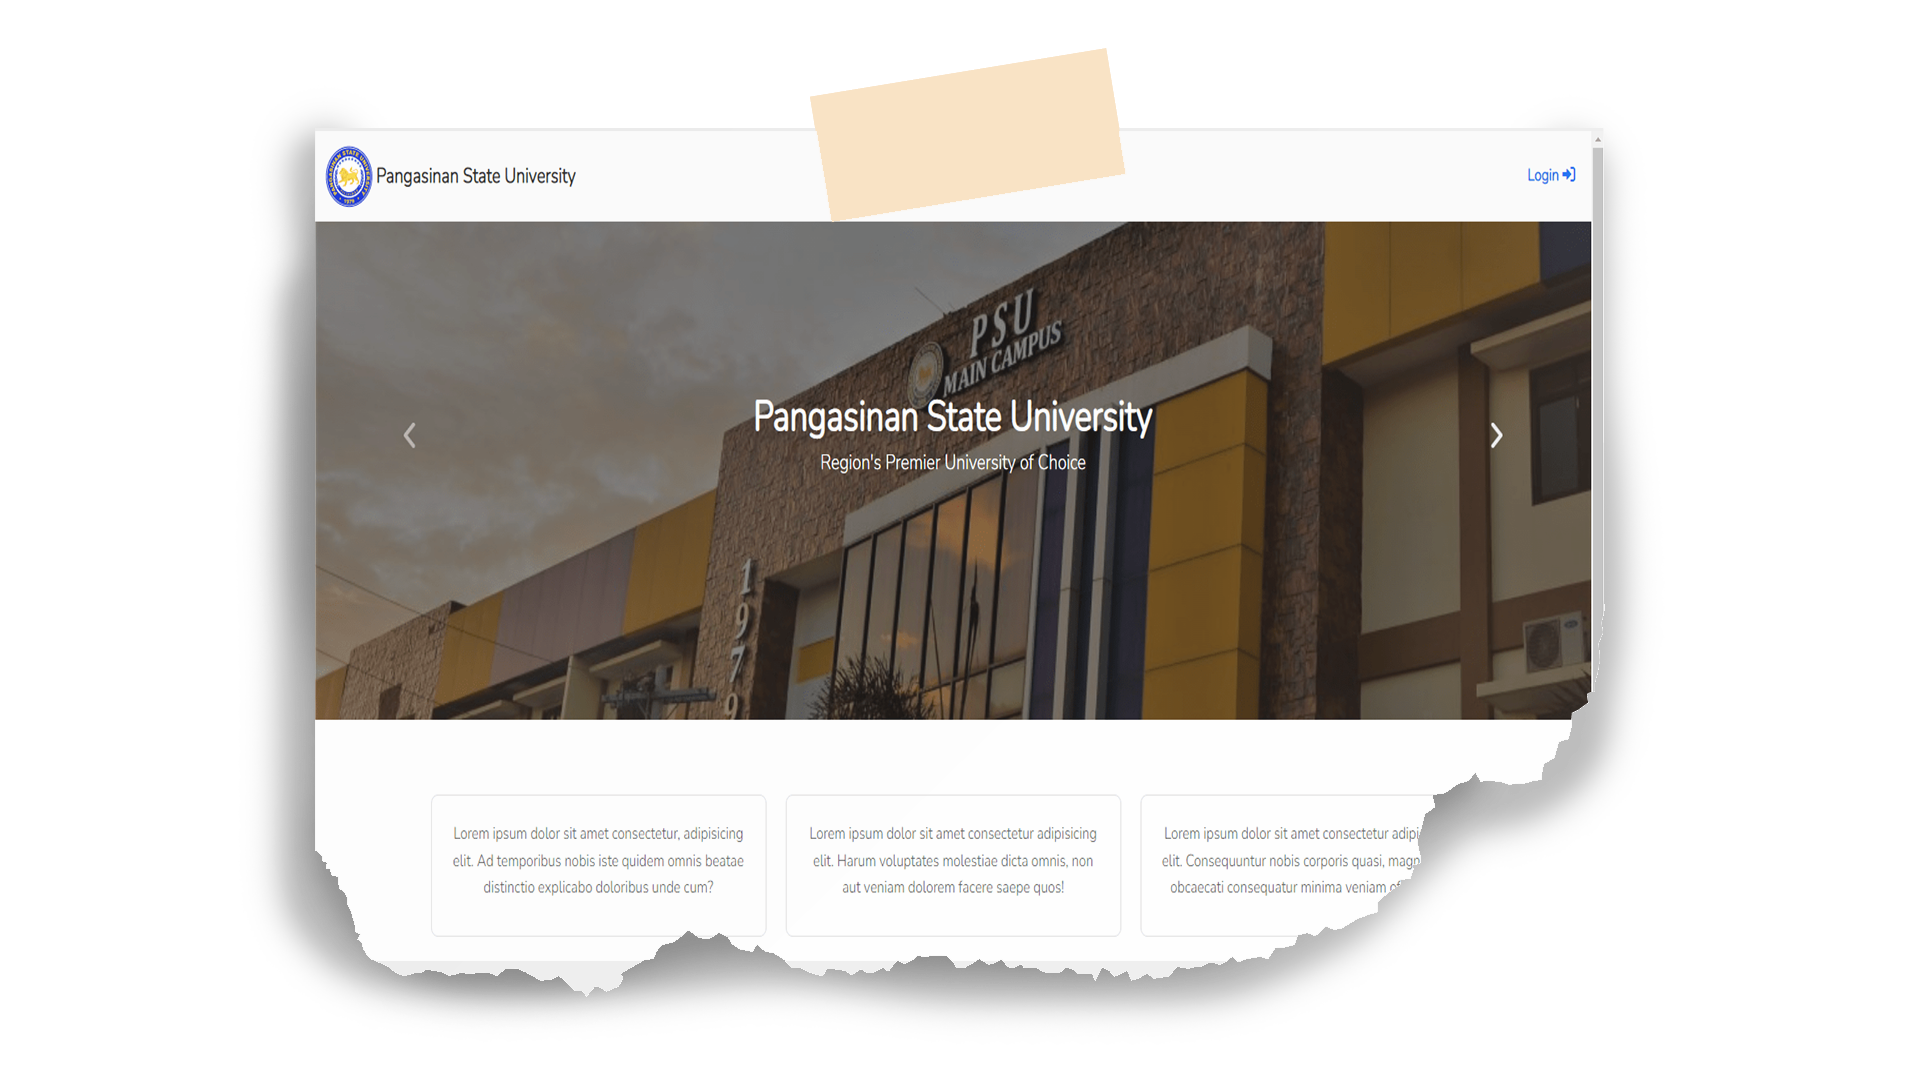 Pangasinan State University
Login
PSU
MAIN CAMPUS
Pangasinan State University
Region's Premier University of Choice
1979
Lorem ipsum dolor sit amet consectetur, adipisicing
elit. Ad temporibus nobis iste quidem omnis beatae
distinctio explicabo doloribus unde cum?
Lorem ipsum dolor sit amet consectetur adipisicing
elit. Harum voluptates molestiae dicta omnis, non
aut veniam dolorem facere saepe quos!
Lorem ipsum dolor sit amet consectetur adipi
elit. Consequuntur nobis corporis quasi, magn
obcaecati consequatur minima veniam